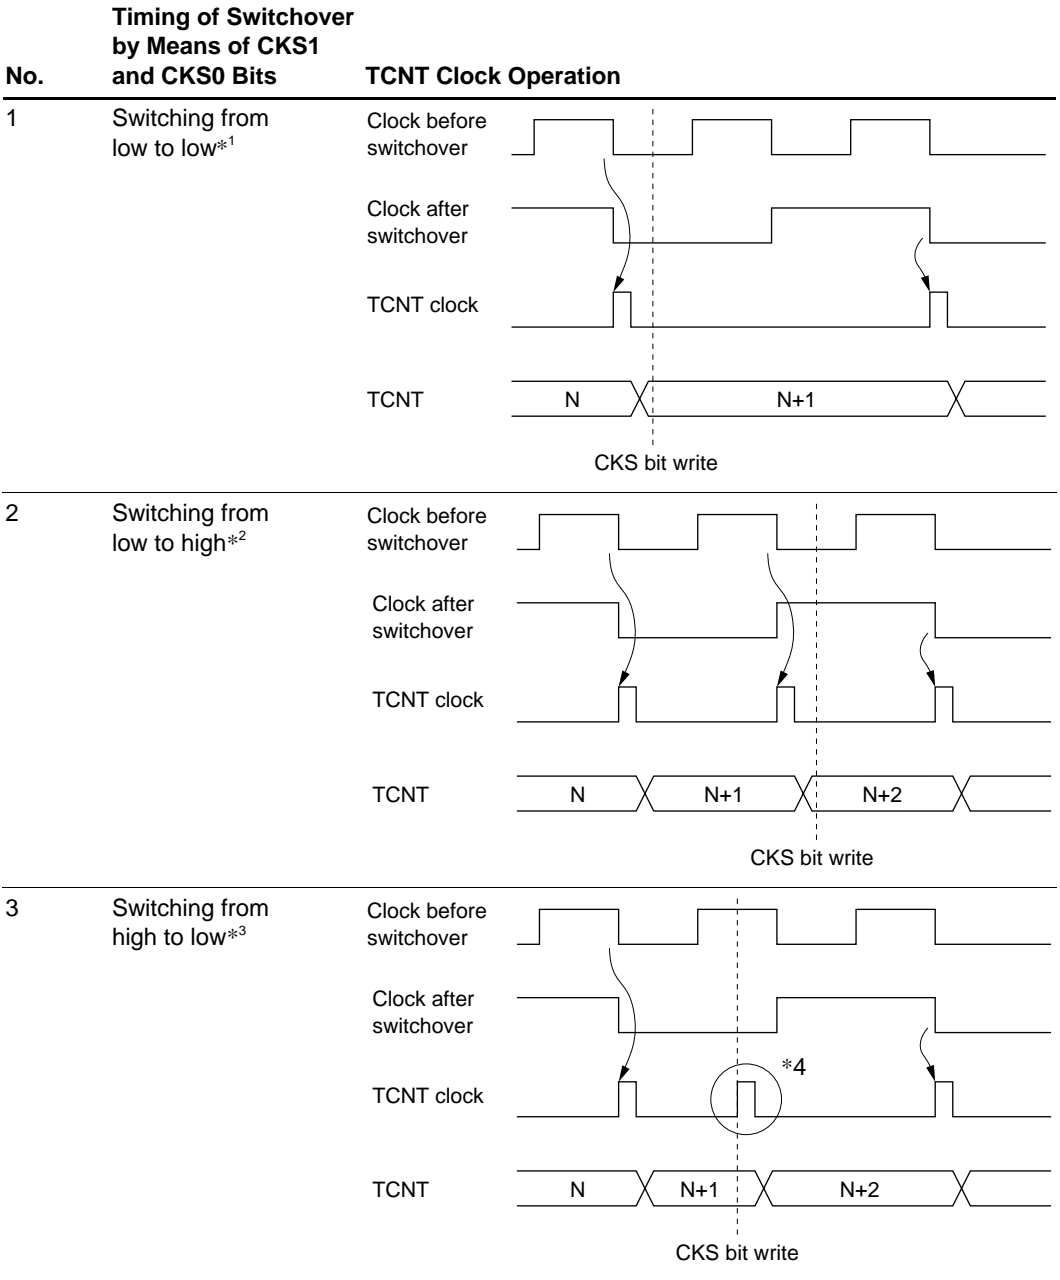 No.
Timing of Switchover
by Means of CKS1
and CKS0 Bits
TCNT Clock Operation
1
Switching from
low to low*1
Clock before
switchover
Clock after
switchover
TCNT clock
TCNT
N
N+1
CKS bit write
2
Switching from
low to high*2
Clock before
switchover
Clock after
switchover
TCNT clock
TCNT
N
N+1
N+2
CKS bit write
3
Switching from
high to low*3
Clock before
switchover
Clock after
switchover
*4
TCNT clock
TCNT
N
N+1
N+2
CKS bit write